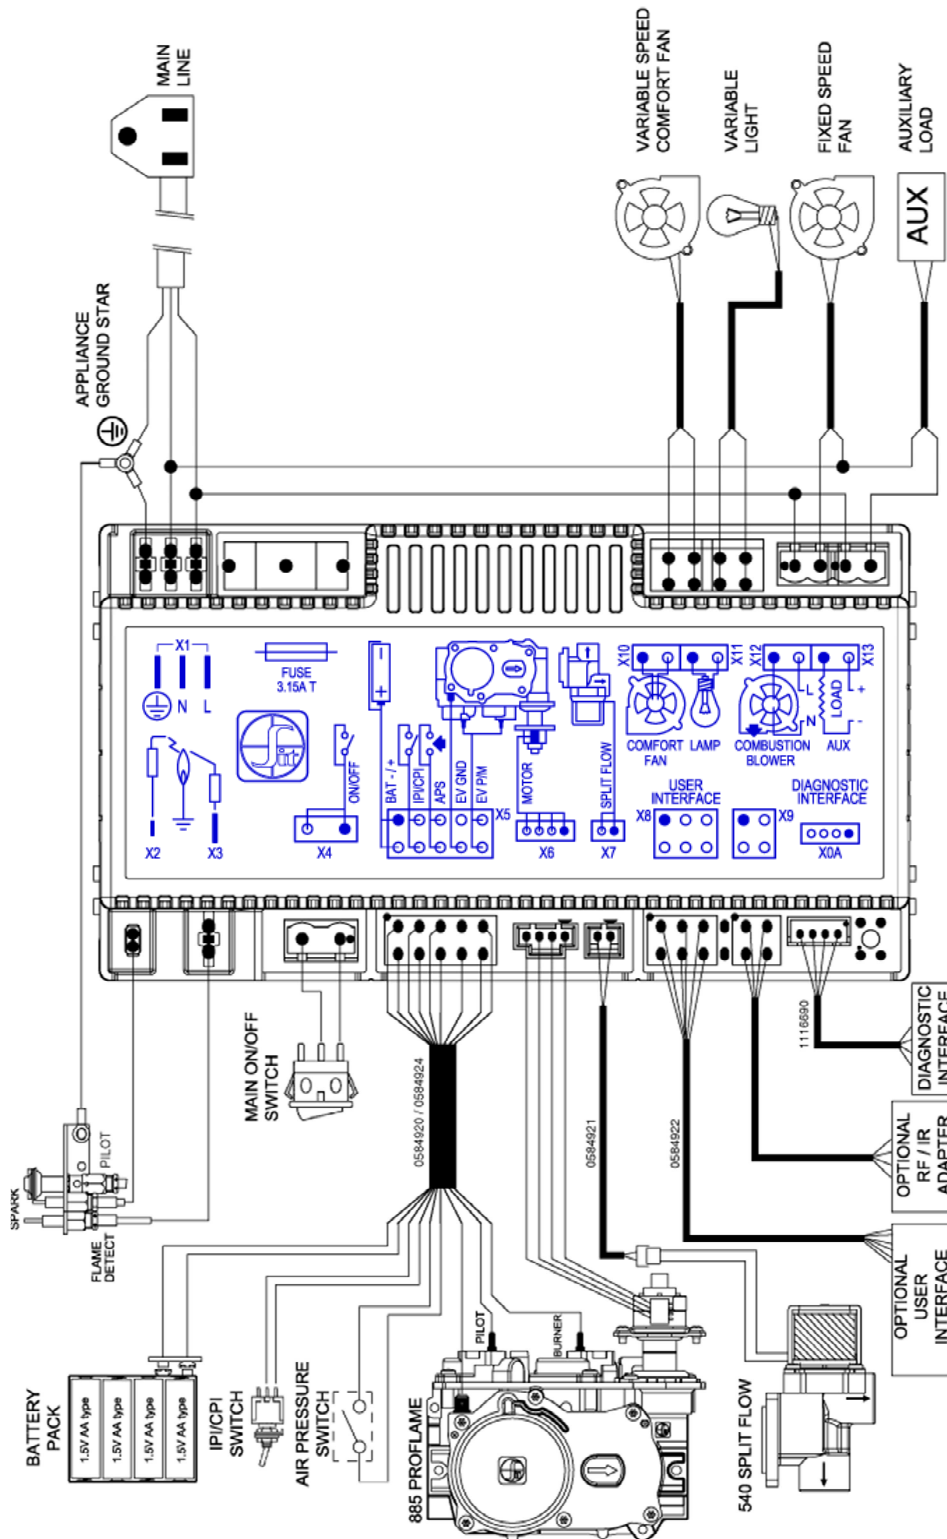 MAIN
LINE
APPLIANCE
GROUND STAR
VARIABLE SPEED
COMFORT FAN
VARIABLE
LIGHT
FIXED SPEED
FAN
AUXILIARY
LOAD
AUX
X1
N
L
X2
X3
FUSE
3.15A T
Sit
ON/OFF
X4
- +
BAT - / +
IPI/CPI
APS
EV GND
EV P/M
X5
MOTOR
X6
SPLIT FLOW
X7
X10
X11
COMFORT
FAN
LAMP
X12
X13
L
N
LOAD
+
-
COMBUSTION
BLOWER
AUX
USER
INTERFACE
X8
X9
DIAGNOSTIC
INTERFACE
X0A
SPARK
PILOT
FLAME
DETECT
MAIN ON/OFF
SWITCH
0584920 / 0584924
0584921
0584922
1116690
DIAGNOSTIC
INTERFACE
OPTIONAL
RF / IR
ADAPTER
OPTIONAL
USER
INTERFACE
BATTERY
PACK
1.5V AA type
1.5V AA type
1.5V AA type
1.5V AA type
IPI/CPI
SWITCH
AIR PRESSURE
SWITCH
885 PROFLAME
PILOT
BURNER
540 SPLIT FLOW